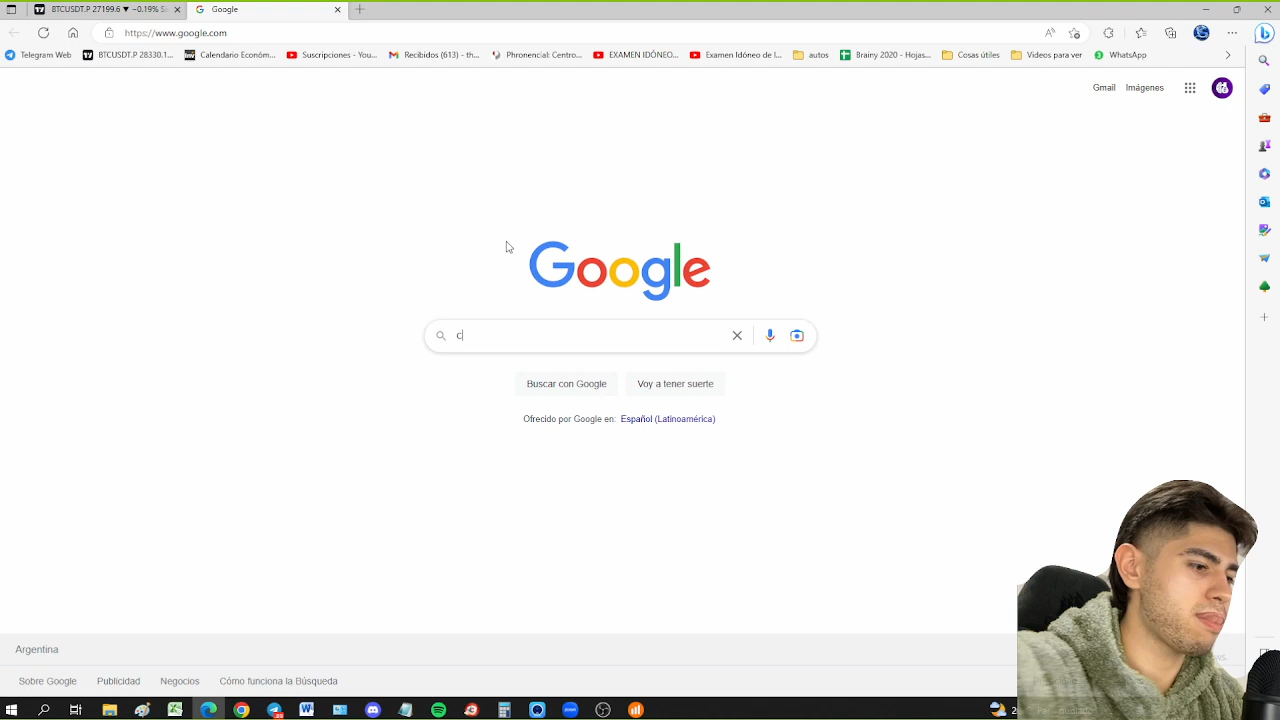 BTCUSDT.P 27199.6 ▼ −0.19% S
Google
https://www.google.com
Telegram Web
BTCUSDT.P 28330.1...
Calendario Económ...
Suscripciones - You...
Recibidos (613) - th...
Phronencial: Centro...
EXAMEN IDÓNEO...
Examen Idóneo de l...
autos
Brainy 2020 - Hojas...
Cosas útiles
Videos para ver
WhatsApp
Gmail
Imágenes
Google
c
Buscar con Google
Voy a tener suerte
Ofrecido por Google en: Español (Latinoamérica)
Argentina
Sobre Google
Publicidad
Negocios
Cómo funciona la Búsqueda